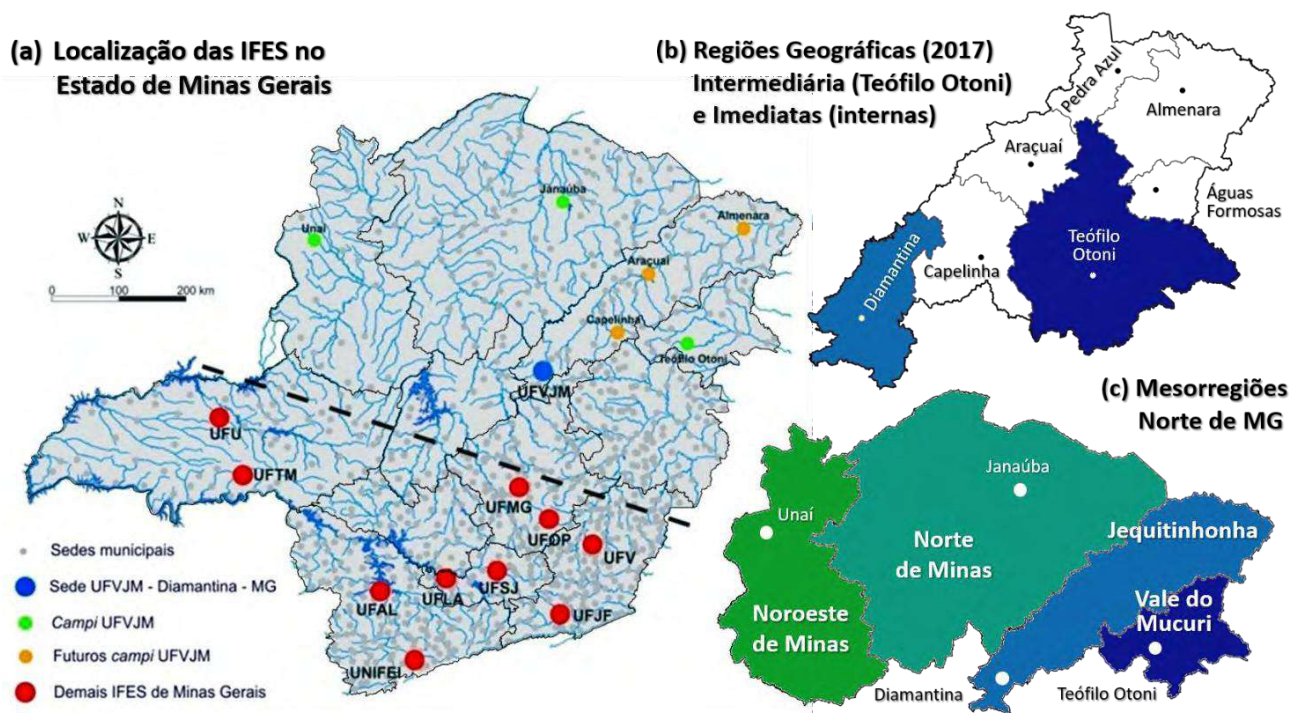 (a) Localização das IFES no
Estado de Minas Gerais
N
W E
S
0 100 200 km
Janaúba
Unaí
Almenara
Araçuaí
Capelinha
Teófilo Otoni
UFVJM
UFU
UFTM
UFMG
UFOP
UFV
UFSJ
UFLA
UFAL
UFJF
UNIFEI
Sedes municipais
Sede UFVJM - Diamantina - MG
Campi UFVJM
Futuros campi UFVJM
Demais IFES de Minas Gerais
(b) Regiões Geográficas (2017)
Intermediária (Teófilo Otoni)
e Imediatas (internas)
Pedra Azul
Almenara
Araçuaí
Águas
Formosas
Teófilo
Otoni
Capelinha
Diamantina
(c) Mesorregiões
Norte de MG
Janaúba
Unaí
Jequitinhonha
Norte
de Minas
Vale do
Mucuri
Noroeste
de Minas
Diamantina
Teófilo Otoni